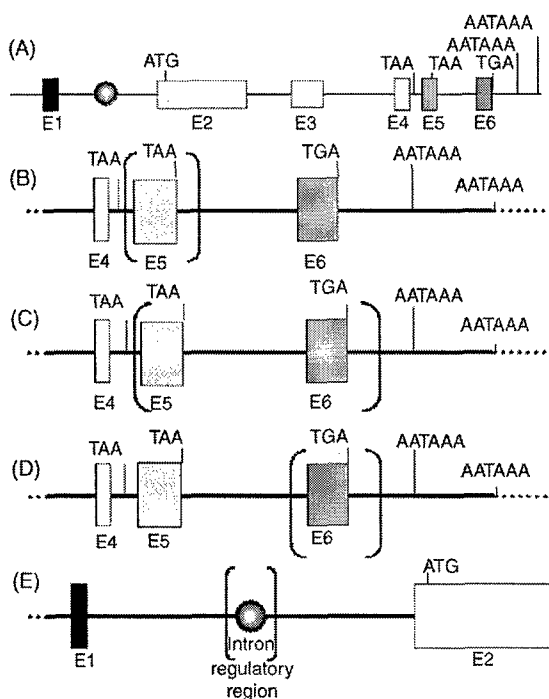 AATAAA
(A)
AATAAA
ATG
TAA
TAA
TGA
E1
E2
E3
E4
E5
E6
(B)
TAA
TAA
TGA
AATAAA
AATAAA
E4
E5
E6
(C)
TAA
TAA
TGA
AATAAA
AATAAA
E4
E5
E6
(D)
TAA
TAA
TGA
AATAAA
AATAAA
E4
E5
E6
(E)
ATG
E1
Intron
E2
regulatory
region